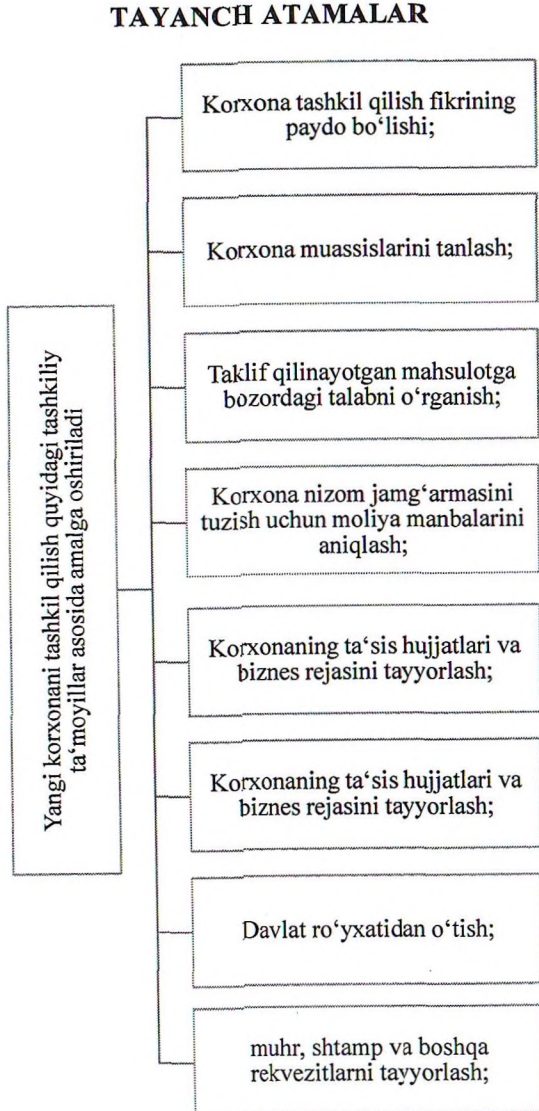 TAYANCH ATAMALAR
Yangi korxonani tashkil qilish quyidagi tashkiliy
ta‘moyillar asosida amalga oshiriladi
Korxona tashkil qilish fikrining
paydo bo‘lishi;
Korxona muassislarini tanlash;
Taklif qilinayotgan mahsulotga
bozordagi talabni o‘rganish;
Korxona nizom jamg‘armasini
tuzish uchun moliya manbalarini
aniqlash;
Korxonaning ta‘sis hujjatlari va
biznes rejasini tayyorlash;
Korxonaning ta‘sis hujjatlari va
biznes rejasini tayyorlash;
Davlat ro‘yxatidan o‘tish;
muhr, shtamp va boshqa
rekvezitlarni tayyorlash;